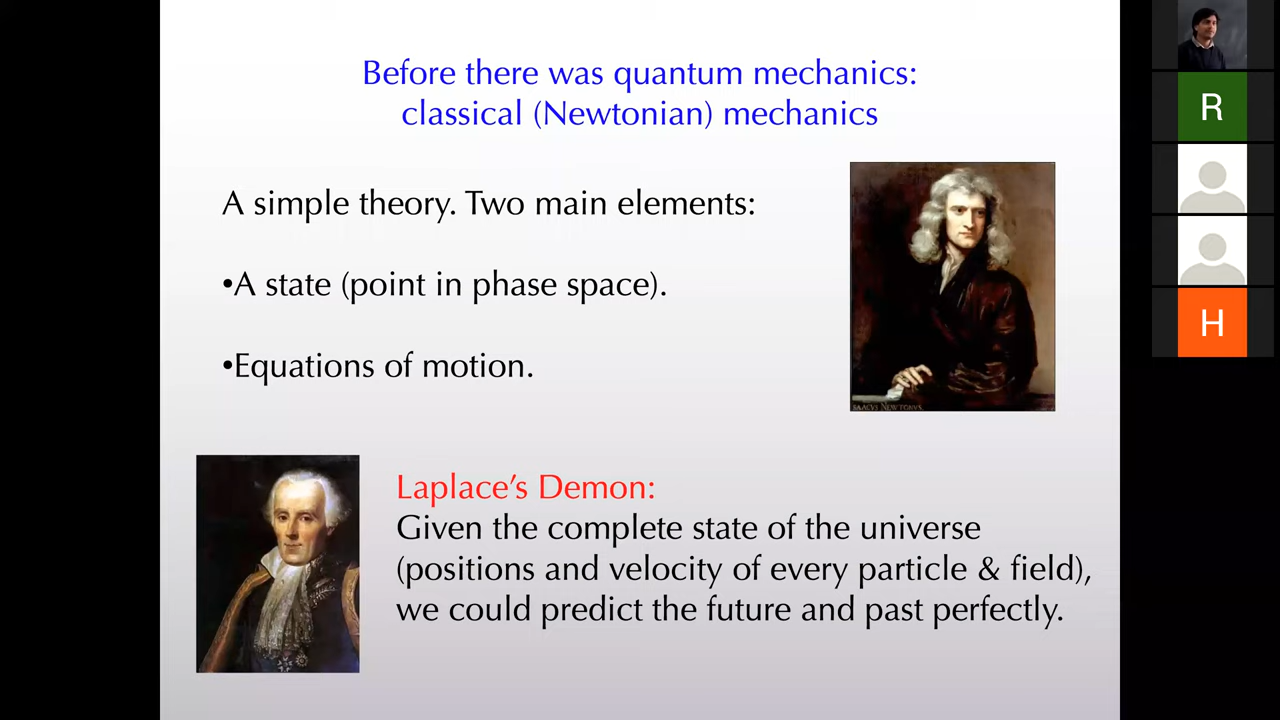 Before there was quantum mechanics:
classical (Newtonian) mechanics
A simple theory. Two main elements:
•A state (point in phase space).
•Equations of motion.
ISAACVS NEWTONVS
Laplace’s Demon:
Given the complete state of the universe
(positions and velocity of every particle & field),
we could predict the future and past perfectly.
R
H